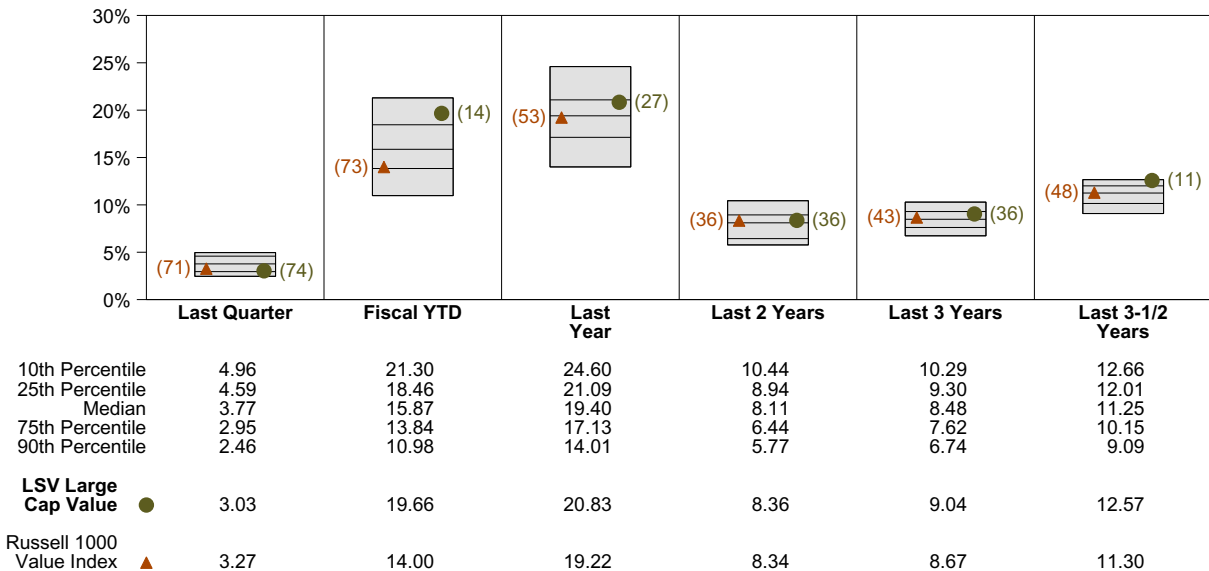 30%
25%
20%
15%
10%
5%
0%
(71)
(74)
(73)
(14)
(53)
(27)
(36)
(36)
(43)
(36)
(48)
(11)
Last Quarter
Fiscal YTD
Last
Year
Last 2 Years
Last 3 Years
Last 3-1/2
Years
10th Percentile 4.96 21.30 24.60 10.44 10.29 12.66
25th Percentile 4.59 18.46 21.09 8.94 9.30 12.01
Median 3.77 15.87 19.40 8.11 8.48 11.25
75th Percentile 2.95 13.84 17.13 6.44 7.62 10.15
90th Percentile 2.46 10.98 14.01 5.77 6.74 9.09
LSV Large
Cap Value 3.03 19.66 20.83 8.36 9.04 12.57
Russell 1000
Value Index 3.27 14.00 19.22 8.34 8.67 11.30